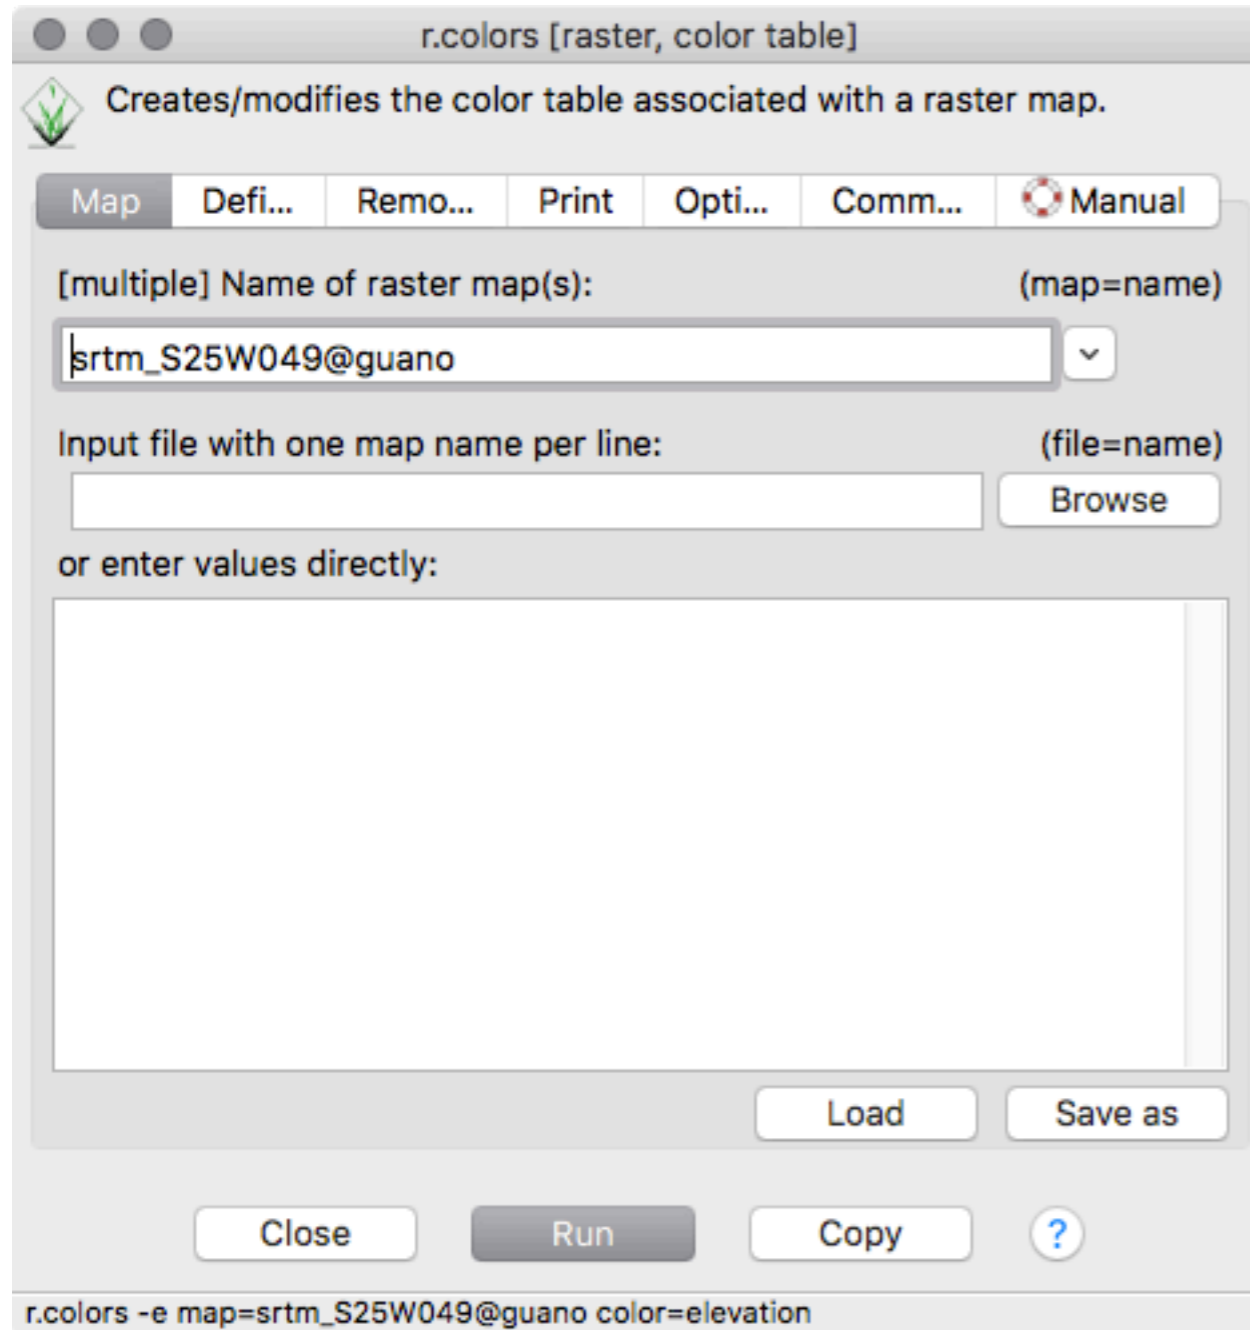 r.colors [raster, color table]
Creates/modifies the color table associated with a raster map.
Map Defi... Remo... Print Opti... Comm... Manual
[multiple] Name of raster map(s): (map=name)
srtm_S25W049@guano
Input file with one map name per line: (file=name)
Browse
or enter values directly:
Load Save as
Close Run Copy ?
r.colors -e map=srtm_S25W049@guano color=elevation